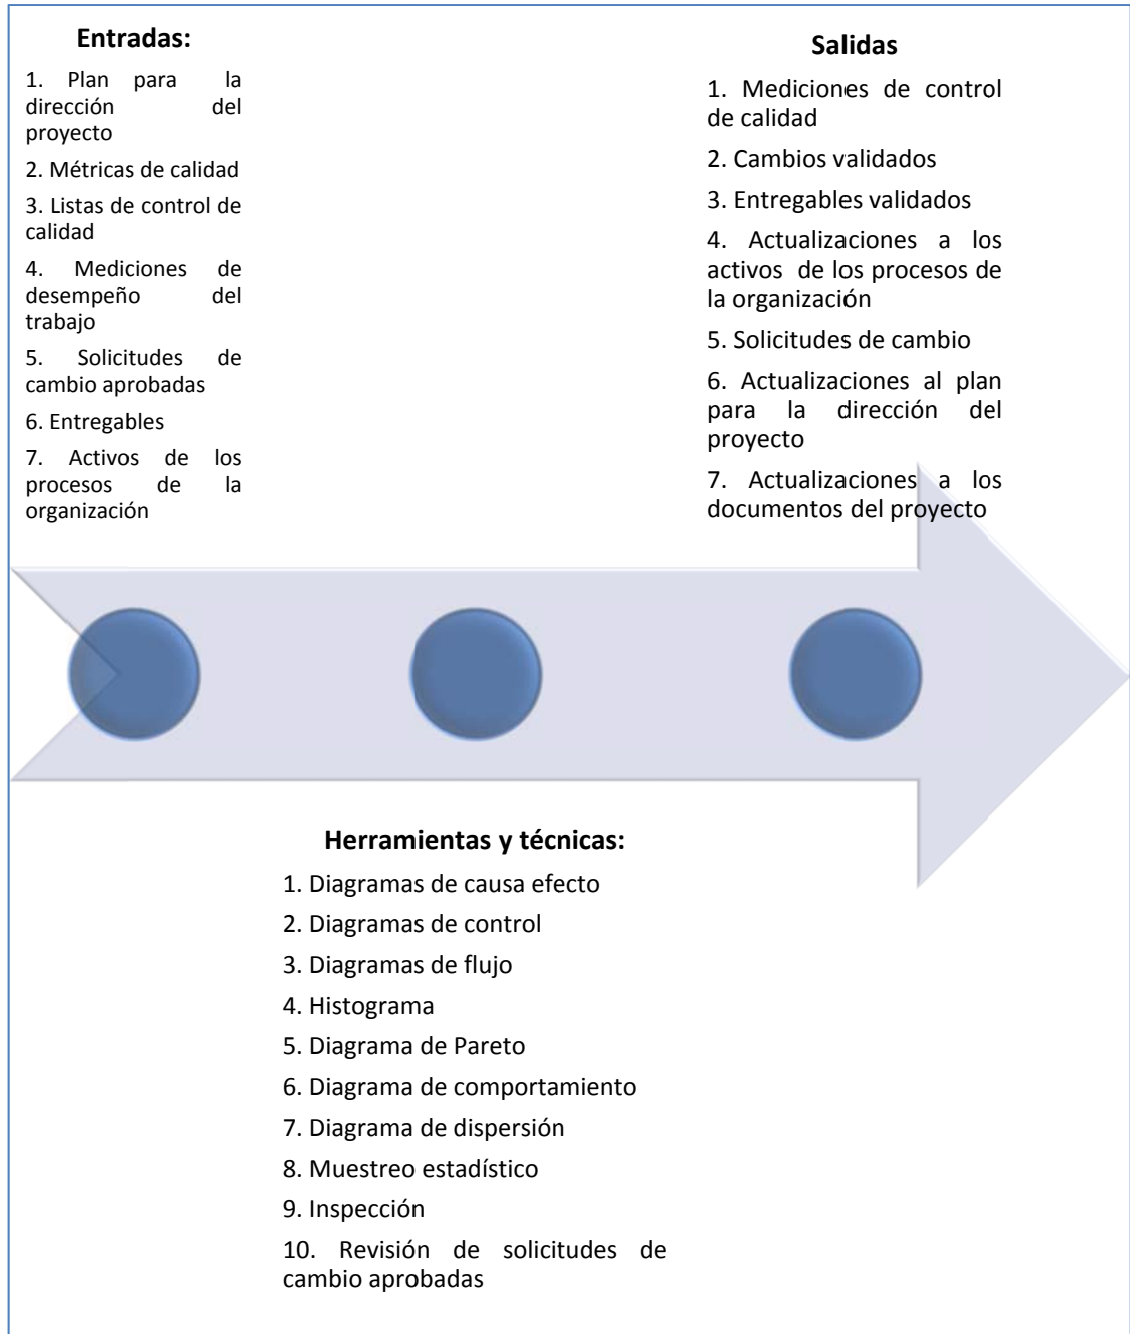 Entradas:
1. Plan para la
dirección del
proyecto
2. Métricas de calidad
3. Listas de control de
calidad
4. Mediciones de
desempeño del
trabajo
5. Solicitudes de
cambio aprobadas
6. Entregables
7. Activos de los
procesos de la
organización
Salidas
1. Mediciones de control
de calidad
2. Cambios validados
3. Entregables validados
4. Actualizaciones a los
activos de los procesos de
la organización
5. Solicitudes de cambio
6. Actualizaciones al plan
para la dirección del
proyecto
7. Actualizaciones a los
documentos del proyecto
Herramientas y técnicas:
1. Diagramas de causa efecto
2. Diagramas de control
3. Diagramas de flujo
4. Histograma
5. Diagrama de Pareto
6. Diagrama de comportamiento
7. Diagrama de dispersión
8. Muestreo estadístico
9. Inspección
10. Revisión de solicitudes de
cambio aprobadas